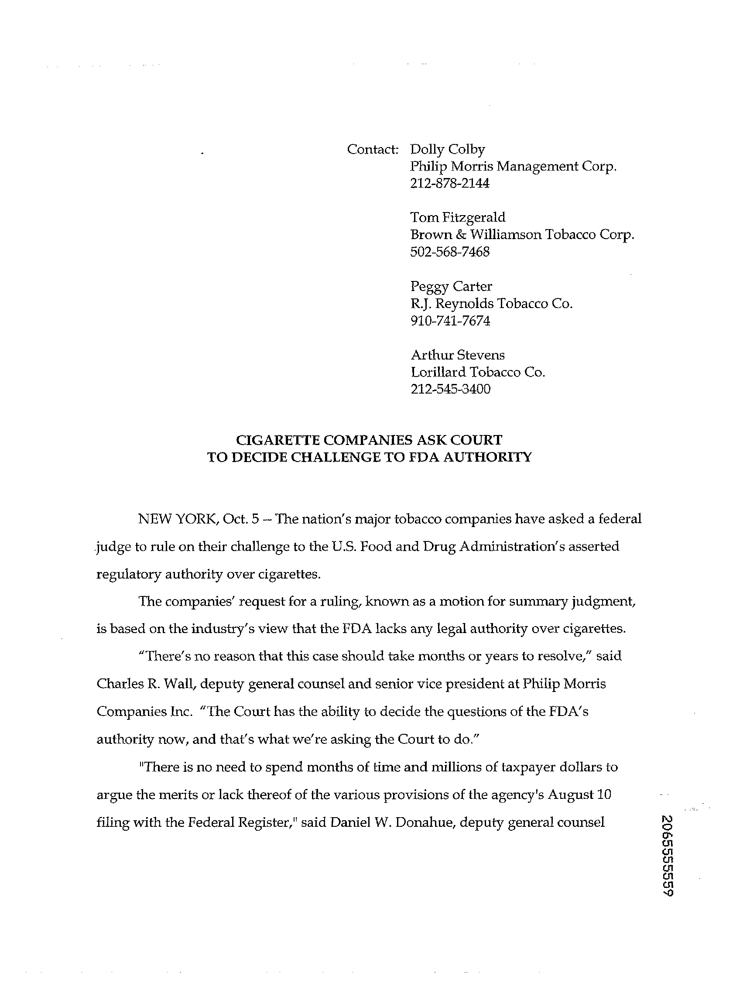 Contact: Dolly Colby
Philip Morris Management Corp.
212-878-2144
Tom Fitzgerald
Brown & Williamson Tobacco Corp.
502-568-7468
Peggy Carter
R.J. Reynolds Tobacco Co.
910-741-7674
Arthur Stevens
Lorillard Tobacco Co.
212-545-3400
CIGARETTE COMPANIES ASK COURT
TO DECIDE CHALLENGE TO FDA AUTHORITY
NEW YORK, Oct. 5 -- The nation's major tobacco companies have asked a federal
judge to rule on their challenge to the U.S. Food and Drug Administration's asserted
regulatory authority over cigarettes.
The companies' request for a ruling, known as a motion for summary judgment,
is based on the industry's view that the FDA lacks any legal authority over cigarettes.
"There's no reason that this case should take months or years to resolve," said
Charles R. Wall, deputy general counsel and senior vice president at Philip Morris
Companies Inc. "The Court has the ability to decide the questions of the FDA's
authority now, and that's what we're asking the Court to do."
"There is no need to spend months of time and millions of taxpayer dollars to
argue the merits or lack thereof of the various provisions of the agency's August 10
filing with the Federal Register," said Daniel W. Donahue, deputy general counsel
2065555559